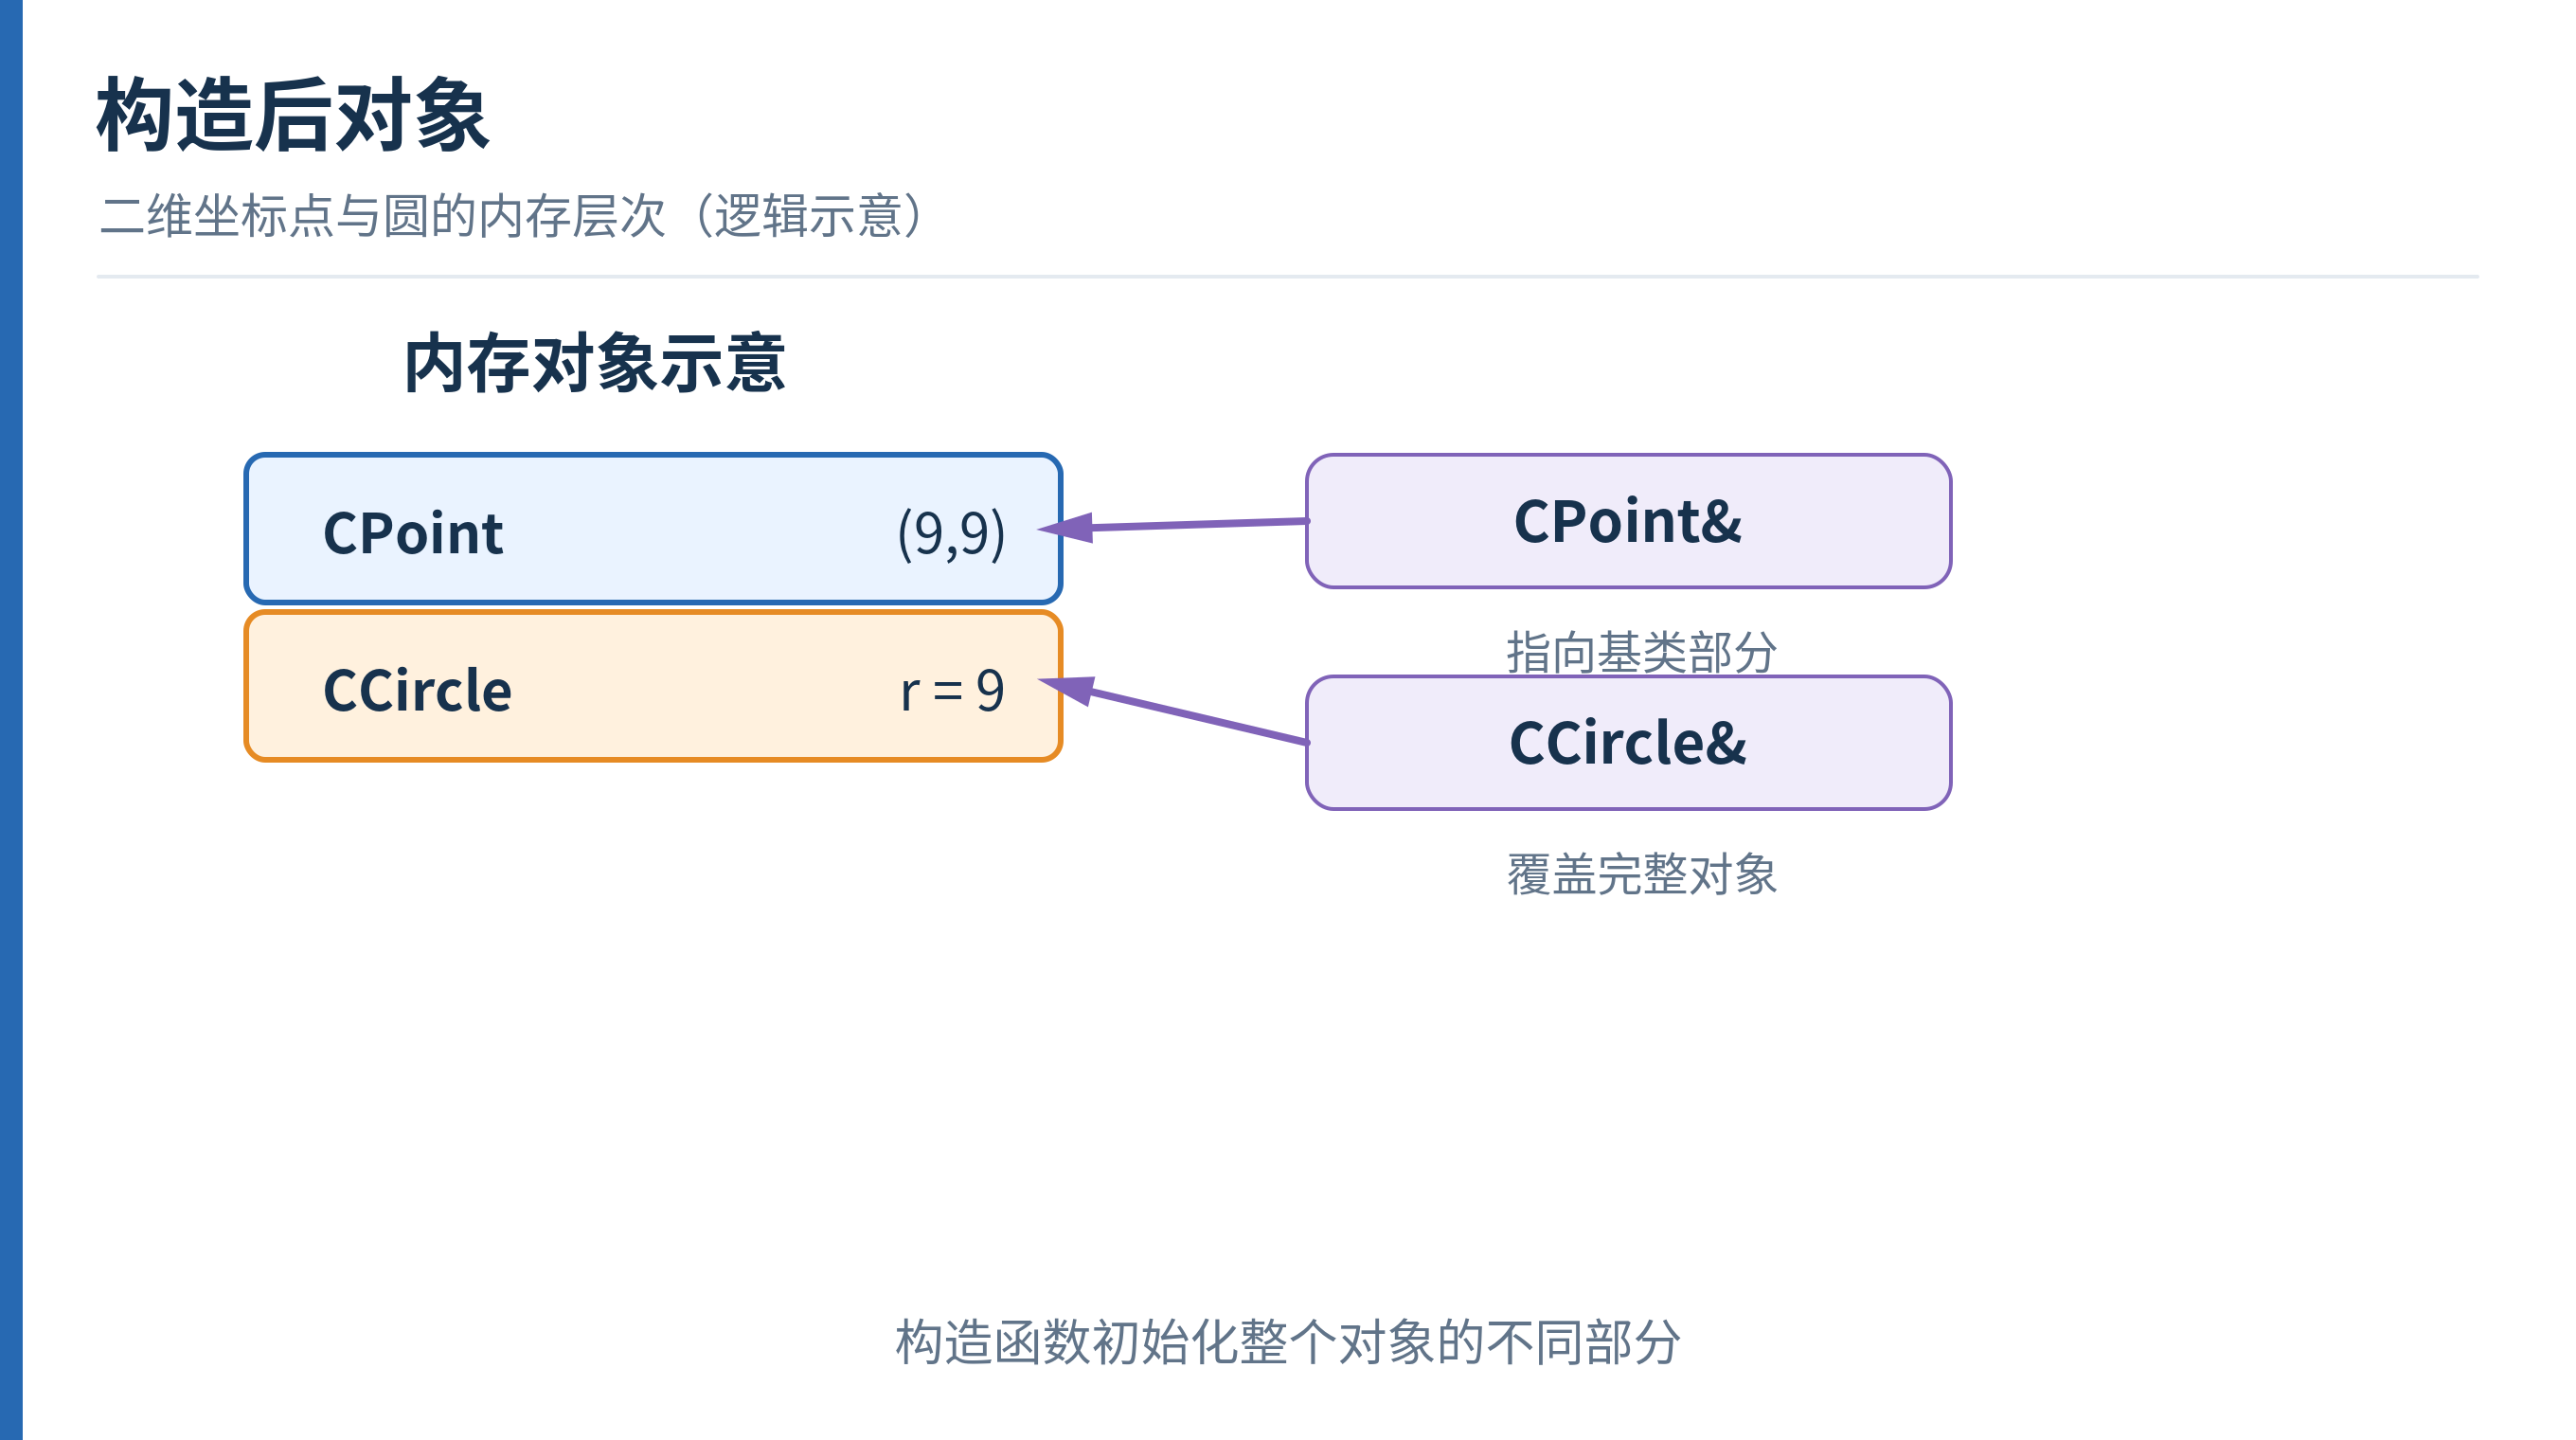 构造后对象
二维坐标点与圆的内存层次（逻辑示意）
内存对象示意
CPoint (9,9)
CPoint&
指向基类部分
CCircle r = 9
CCircle&
覆盖完整对象
构造函数初始化整个对象的不同部分